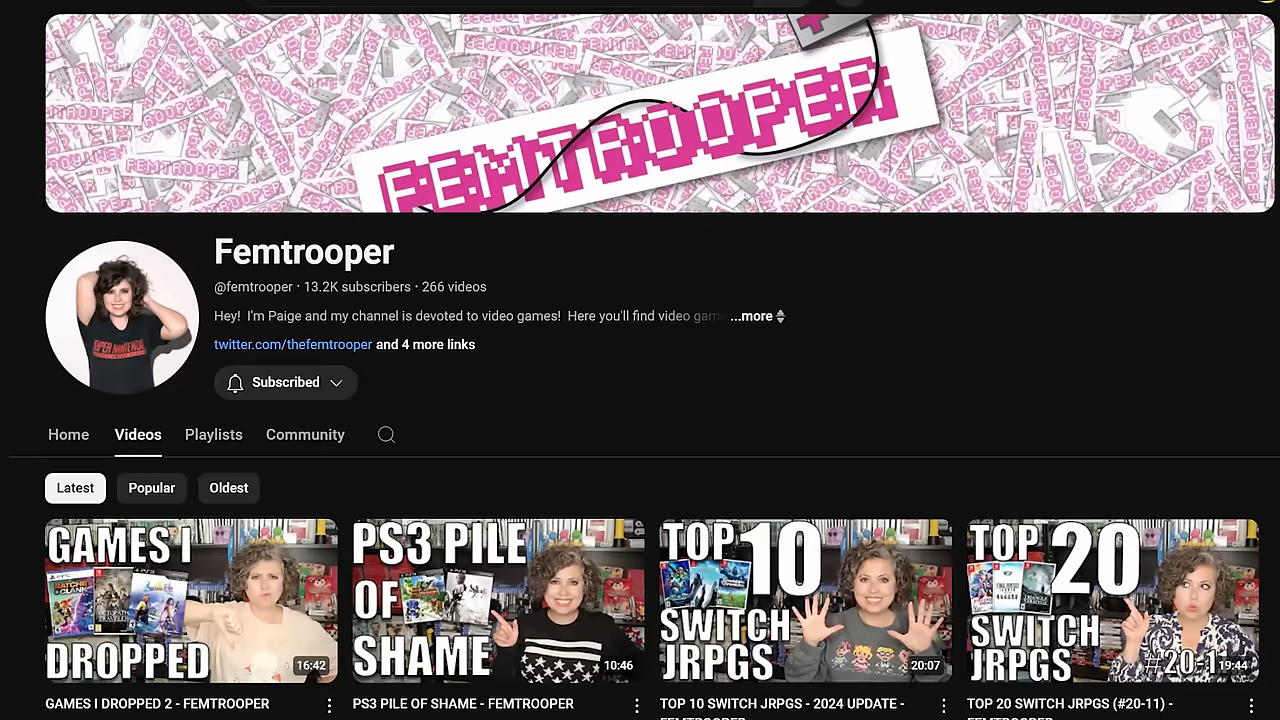 FEMTROOPER
Femtrooper
@femtrooper · 13.2K subscribers · 266 videos
Hey! I'm Paige and my channel is devoted to video games! Here you'll find video gam ...more
twitter.com/thefemtrooper and 4 more links
Subscribed
Home Videos Playlists Community
Latest Popular Oldest
GAMES I
DROPPED
16:42
PS3 PILE
OF
SHAME
10:46
TOP 10
SWITCH
JRPGS
20:07
TOP 20
SWITCH
JRPGS
#20-1
19:44
GAMES I DROPPED 2 - FEMTROOPER
PS3 PILE OF SHAME - FEMTROOPER
TOP 10 SWITCH JRPGS - 2024 UPDATE -
FEMTROOPER
TOP 20 SWITCH JRPGS (#20-11) -
FEMTROOPER